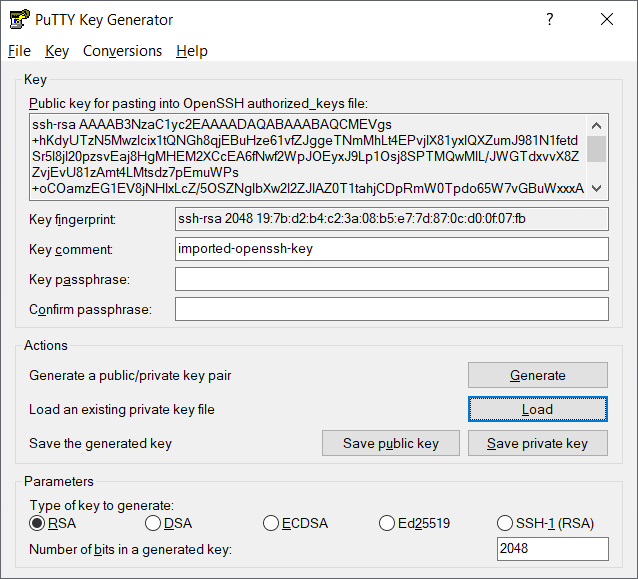 PuTTY Key Generator
File Key Conversions Help
Key
Public key for pasting into OpenSSH authorized_keys file:
ssh-rsa AAAAB3NzaC1yc2EAAAADAQABAAABAQCMEVgs
+hKdyUTzN5MwzIcix1tQNGh8qjEBuHze61vfZJggeTNmMhLt4EPvjlX81yxlQXZumJ981N1fetd
Sr5l8jl20pzsvEaj8HgMHEM2XCcEA6fNwf2WpJOEyxJ9Lp1Osj8SPTMQwMIL/JWGTdxvvX8Z
ZvjEvU81zAmt4LMtsdz7pEmuWPs
+oCOamzEG1EV8jNHlxLcZ/5OSZNglbXw2l2ZJlAZ0T1tahjCDpRmW0Tpdo65W7vGBuWxxxA
Key fingerprint: ssh-rsa 2048 19:7b:d2:b4:c2:3a:08:b5:e7:7d:87:0c:d0:0f:07:fb
Key comment: imported-openssh-key
Key passphrase:
Confirm passphrase:
Actions
Generate a public/private key pair Generate
Load an existing private key file Load
Save the generated key Save public key Save private key
Parameters
Type of key to generate:
RSA DSA ECDSA Ed25519 SSH-1 (RSA)
Number of bits in a generated key: 2048